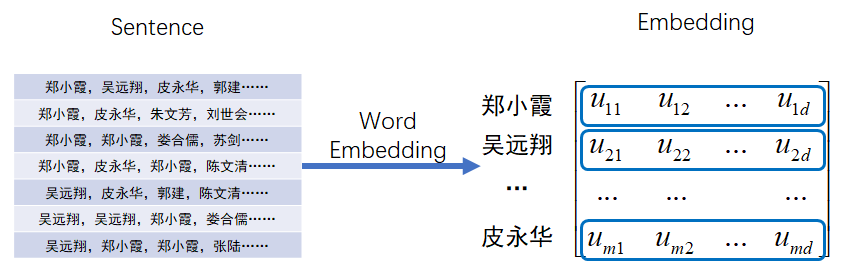 Sentence
Embedding
郑小霞，吴远翔，皮永华，郭建……
郑小霞，皮永华，朱文芳，刘世会……
郑小霞，郑小霞，娄合儒，苏剑……
郑小霞，皮永华，郑小霞，陈文清……
吴远翔，皮永华，郭建，陈文清……
吴远翔，吴远翔，郑小霞，娄合儒……
吴远翔，郑小霞，郑小霞，张陆……
Word
Embedding
郑小霞 u11 u12 ... u1d
吴远翔 u21 u22 ... u2d
... ... ... ...
皮永华 um1 um2 ... umd